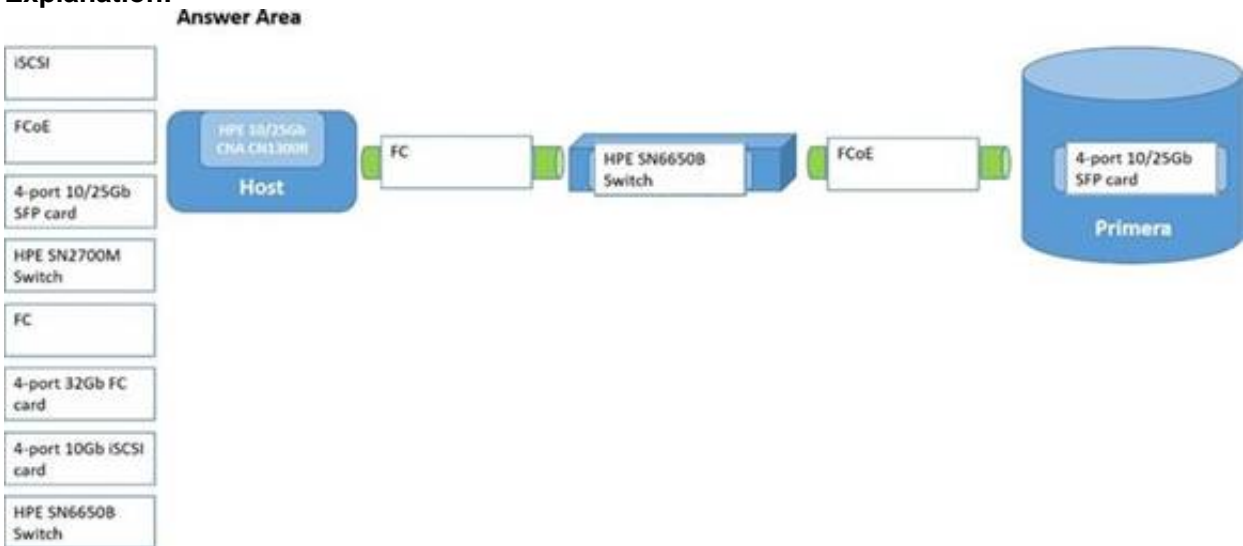 Explanation:
Answer Area
iSCSI
FCoE
4-port 10/25Gb
SFP card
HPE SN2700M
Switch
FC
4-port 32Gb FC
card
4-port 10Gb iSCSI
card
HPE SN6650B
Switch
HPE 10/25Gb
CNA CN1300R
Host
FC
HPE SN6650B
Switch
FCoE
4-port 10/25Gb
SFP card
Primera